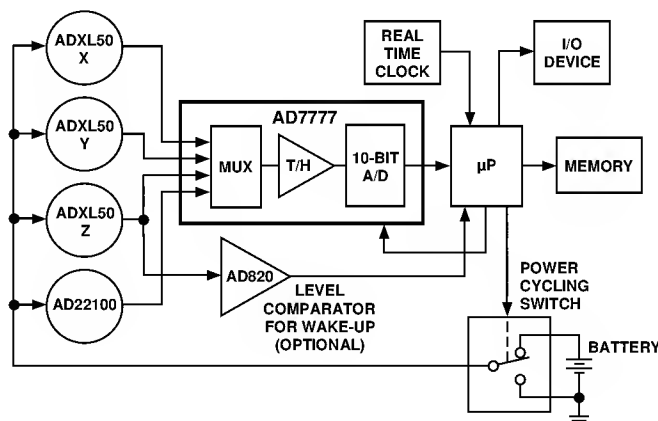 ADXL50
X
ADXL50
Y
ADXL50
Z
AD22100
AD7777
MUX
T/H
10-BIT
A/D
AD820
LEVEL
COMPARATOR
FOR WAKE-UP
(OPTIONAL)
REAL
TIME
CLOCK
µP
I/O
DEVICE
MEMORY
POWER
CYCLING
SWITCH
BATTERY